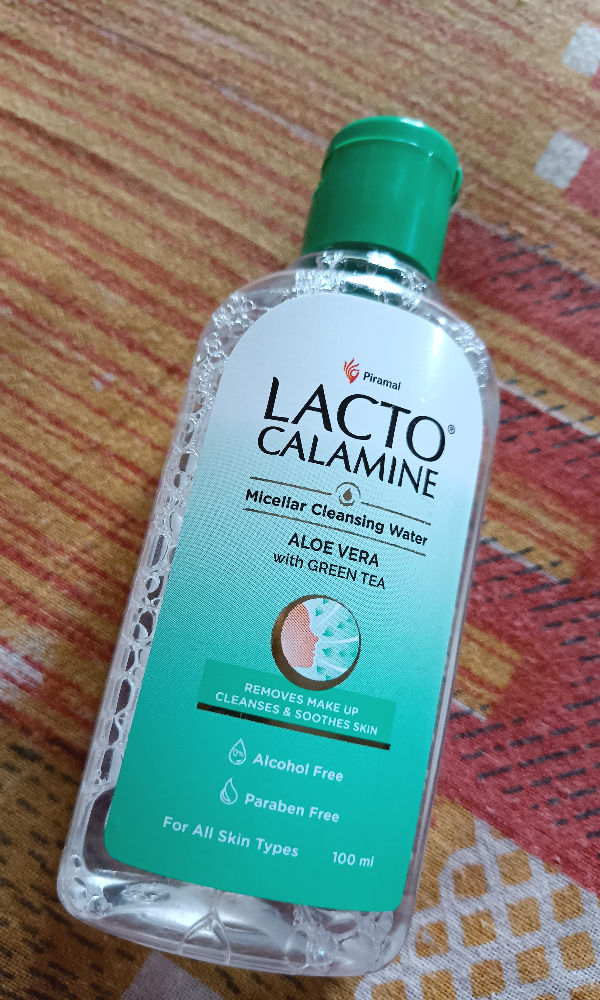 Piramal
LACTO®
CALAMINE
Micellar Cleansing Water
ALOE VERA
with GREEN TEA
REMOVES MAKE UP
CLEANSES & SOOTHES SKIN
0%
Alcohol Free
Paraben Free
For All Skin Types
100 ml